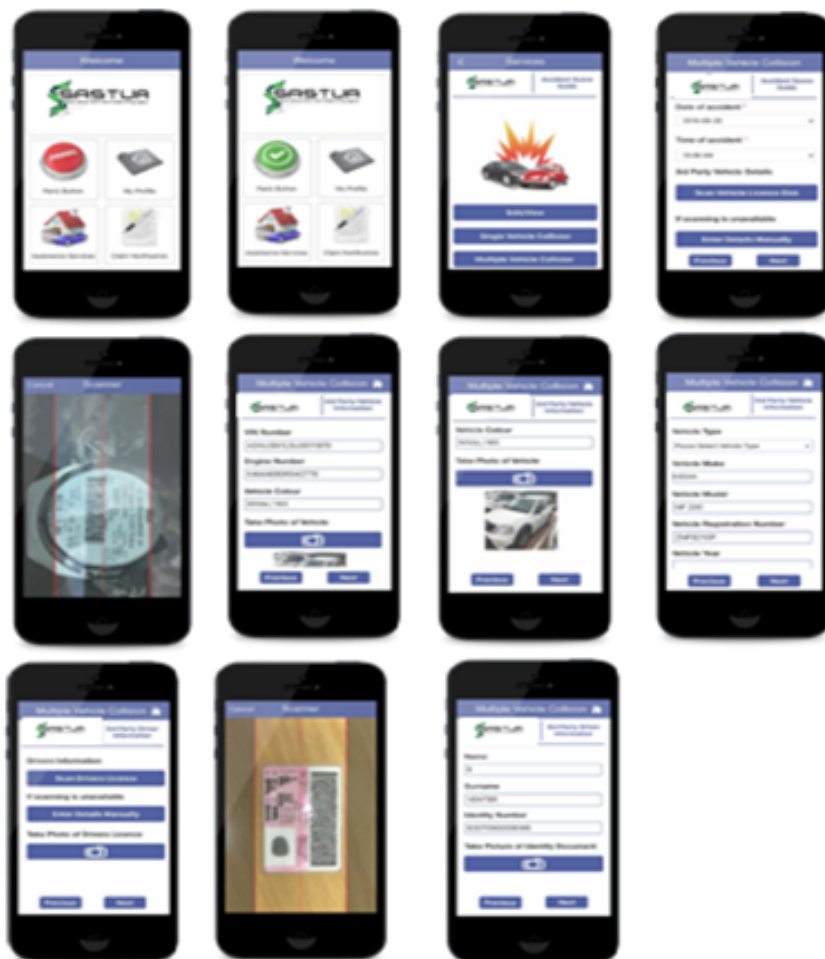 Welcome
SASTUA
Panic Button
My Profile
Assistance Services
Claim Notification
Welcome
SASTUA
Panic Button
My Profile
Assistance Services
Claim Notification
Services
SASTUA
Accident Scene
Guide
Edit/View
Single Vehicle Collision
Multiple Vehicle Collision
Multiple Vehicle Collision
SASTUA
Accident Scene
Guide
Date of accident *
Time of accident *
10:06 AM
3rd Party Vehicle Details
Scan Vehicle Licence Disk
If scanning is unavailable
Enter Details Manually
Previous
Next
Cancel
Scanner
Multiple Vehicle Collision
SASTUA
3rd Party Vehicle
Information
VIN Number
Engine Number
Vehicle Colour
Take Photo of Vehicle
Previous
Next
Multiple Vehicle Collision
SASTUA
3rd Party Vehicle
Information
Vehicle Colour
Take Photo of Vehicle
Previous
Next
Multiple Vehicle Collision
SASTUA
3rd Party Vehicle
Information
Vehicle Type
Please Select Vehicle Type
Vehicle Make
Vehicle Model
Vehicle Registration Number
Vehicle Year
Previous
Next
Multiple Vehicle Collision
SASTUA
3rd Party Driver
Information
Drivers Information
Scan Drivers Licence
If scanning is unavailable
Enter Details Manually
Take Photo of Drivers Licence
Previous
Next
Cancel
Scanner
Multiple Vehicle Collision
SASTUA
3rd Party Driver
Information
Name
Surname
VENTER
Identity Number
Take Picture of Identity Document
Previous
Next